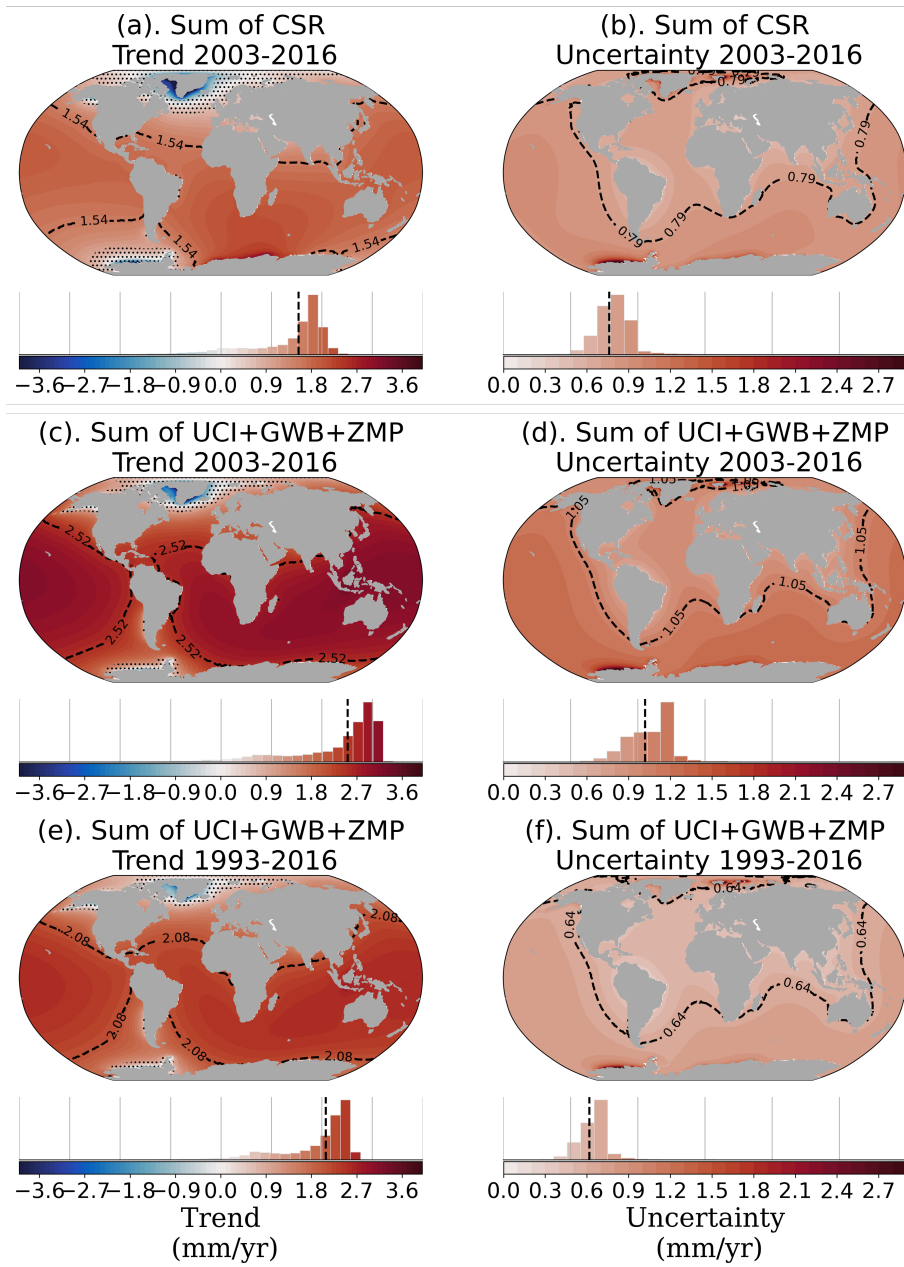 (a). Sum of CSR
Trend 2003-2016
(b). Sum of CSR
Uncertainty 2003-2016
1.54
1.54
1.54
1.54
1.54
0.79
0.79
0.79
0.79
0.79
−3.6 −2.7 −1.8 −0.9 0.0 0.9 1.8 2.7 3.6
0.0 0.3 0.6 0.9 1.2 1.5 1.8 2.1 2.4 2.7
(c). Sum of UCI+GWB+ZMP
Trend 2003-2016
(d). Sum of UCI+GWB+ZMP
Uncertainty 2003-2016
2.52
2.52
2.52
2.52
2.52
1.05
1.05
1.05
1.05
1.05
1.05
−3.6 −2.7 −1.8 −0.9 0.0 0.9 1.8 2.7 3.6
0.0 0.3 0.6 0.9 1.2 1.5 1.8 2.1 2.4 2.7
(e). Sum of UCI+GWB+ZMP
Trend 1993-2016
(f). Sum of UCI+GWB+ZMP
Uncertainty 1993-2016
2.08
2.08
2.08
2.08
2.08
2.08
0.64
0.64
0.64
0.64
0.64
−3.6 −2.7 −1.8 −0.9 0.0 0.9 1.8 2.7 3.6
0.0 0.3 0.6 0.9 1.2 1.5 1.8 2.1 2.4 2.7
Trend
(mm/yr)
Uncertainty
(mm/yr)